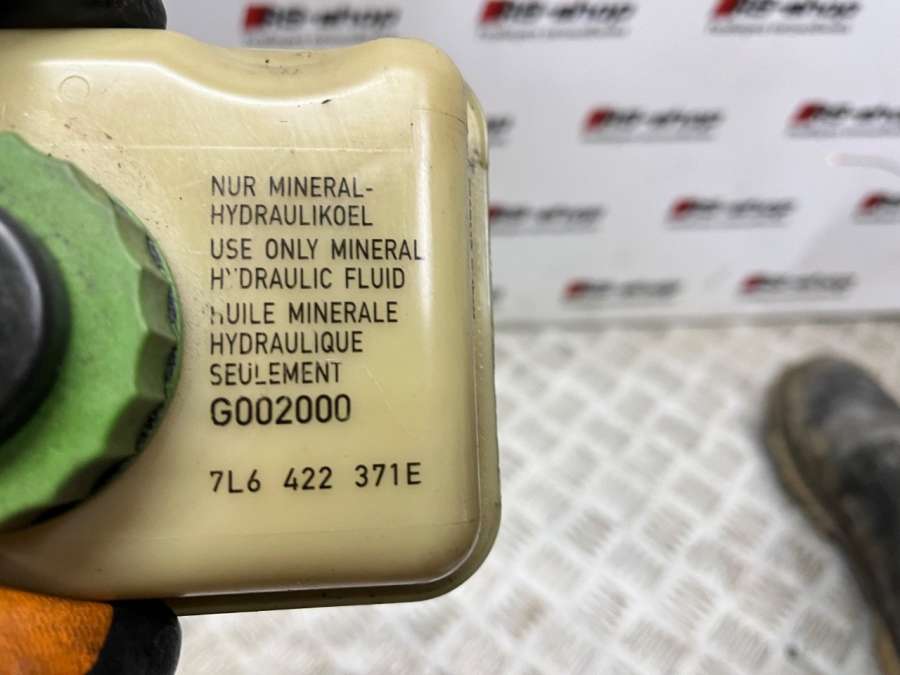 NUR MINERAL-
HYDRAULIKOEL
USE ONLY MINERAL
HYDRAULIC FLUID
HUILE MINERALE
HYDRAULIQUE
SEULEMENT
G002000
7L6 422 371E